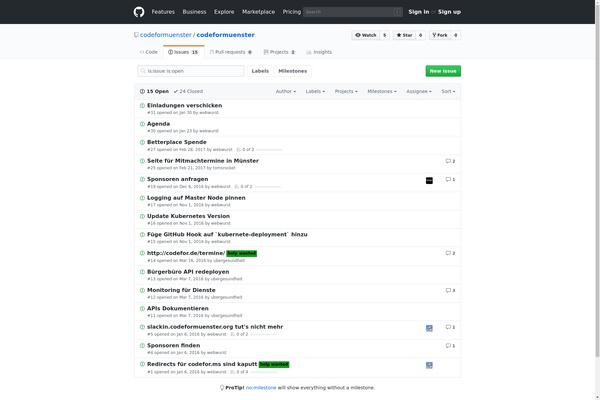 Features Business Explore Marketplace Pricing Search / Sign in or Sign up
codeformuenster / codeformuenster Watch 5 Star 0 Fork 0
Code Issues 15 Pull requests 0 Projects 2 Insights
is:issue is:open Labels Milestones New issue
15 Open 24 Closed Author Labels Projects Milestones Assignee Sort
Einladungen verschicken
#31 opened on Jan 30 by webwurst
Agenda
#30 opened on Jan 23 by webwurst
Betterplace Spende
#27 opened on Feb 28, 2017 by webwurst 0 of 2
Seite für Mitmachtermine in Münster 2
#25 opened on Feb 21, 2017 by tomsrocket
Sponsoren anfragen 1
#19 opened on Dec 6, 2016 by webwurst 0 of 2
Logging auf Master Node pinnen
#17 opened on Nov 1, 2016 by webwurst
Update Kubernetes Version
#16 opened on Nov 1, 2016 by webwurst
Füge GitHub Hook auf `kubernete-deployment` hinzu
#15 opened on Nov 1, 2016 by webwurst
http://codefor.de/termine/ help wanted 2
#14 opened on Mar 16, 2016 by ubergesundheit
Bürgerbüro API redeployen
#13 opened on Mar 7, 2016 by ubergesundheit
Monitoring für Dienste 3
#12 opened on Mar 7, 2016 by ubergesundheit
APIs Dokumentieren
#11 opened on Mar 7, 2016 by ubergesundheit
slackin.codeformuenster.org tut's nicht mehr 1
#5 opened on Jan 6, 2016 by webwurst 0 of 2
Sponsoren finden 1
#4 opened on Jan 6, 2016 by webwurst
Redirects für codefor.ms sind kaputt help wanted
#1 opened on Jan 6, 2016 by webwurst 0 of 4
ProTip! no:milestone will show everything without a milestone.